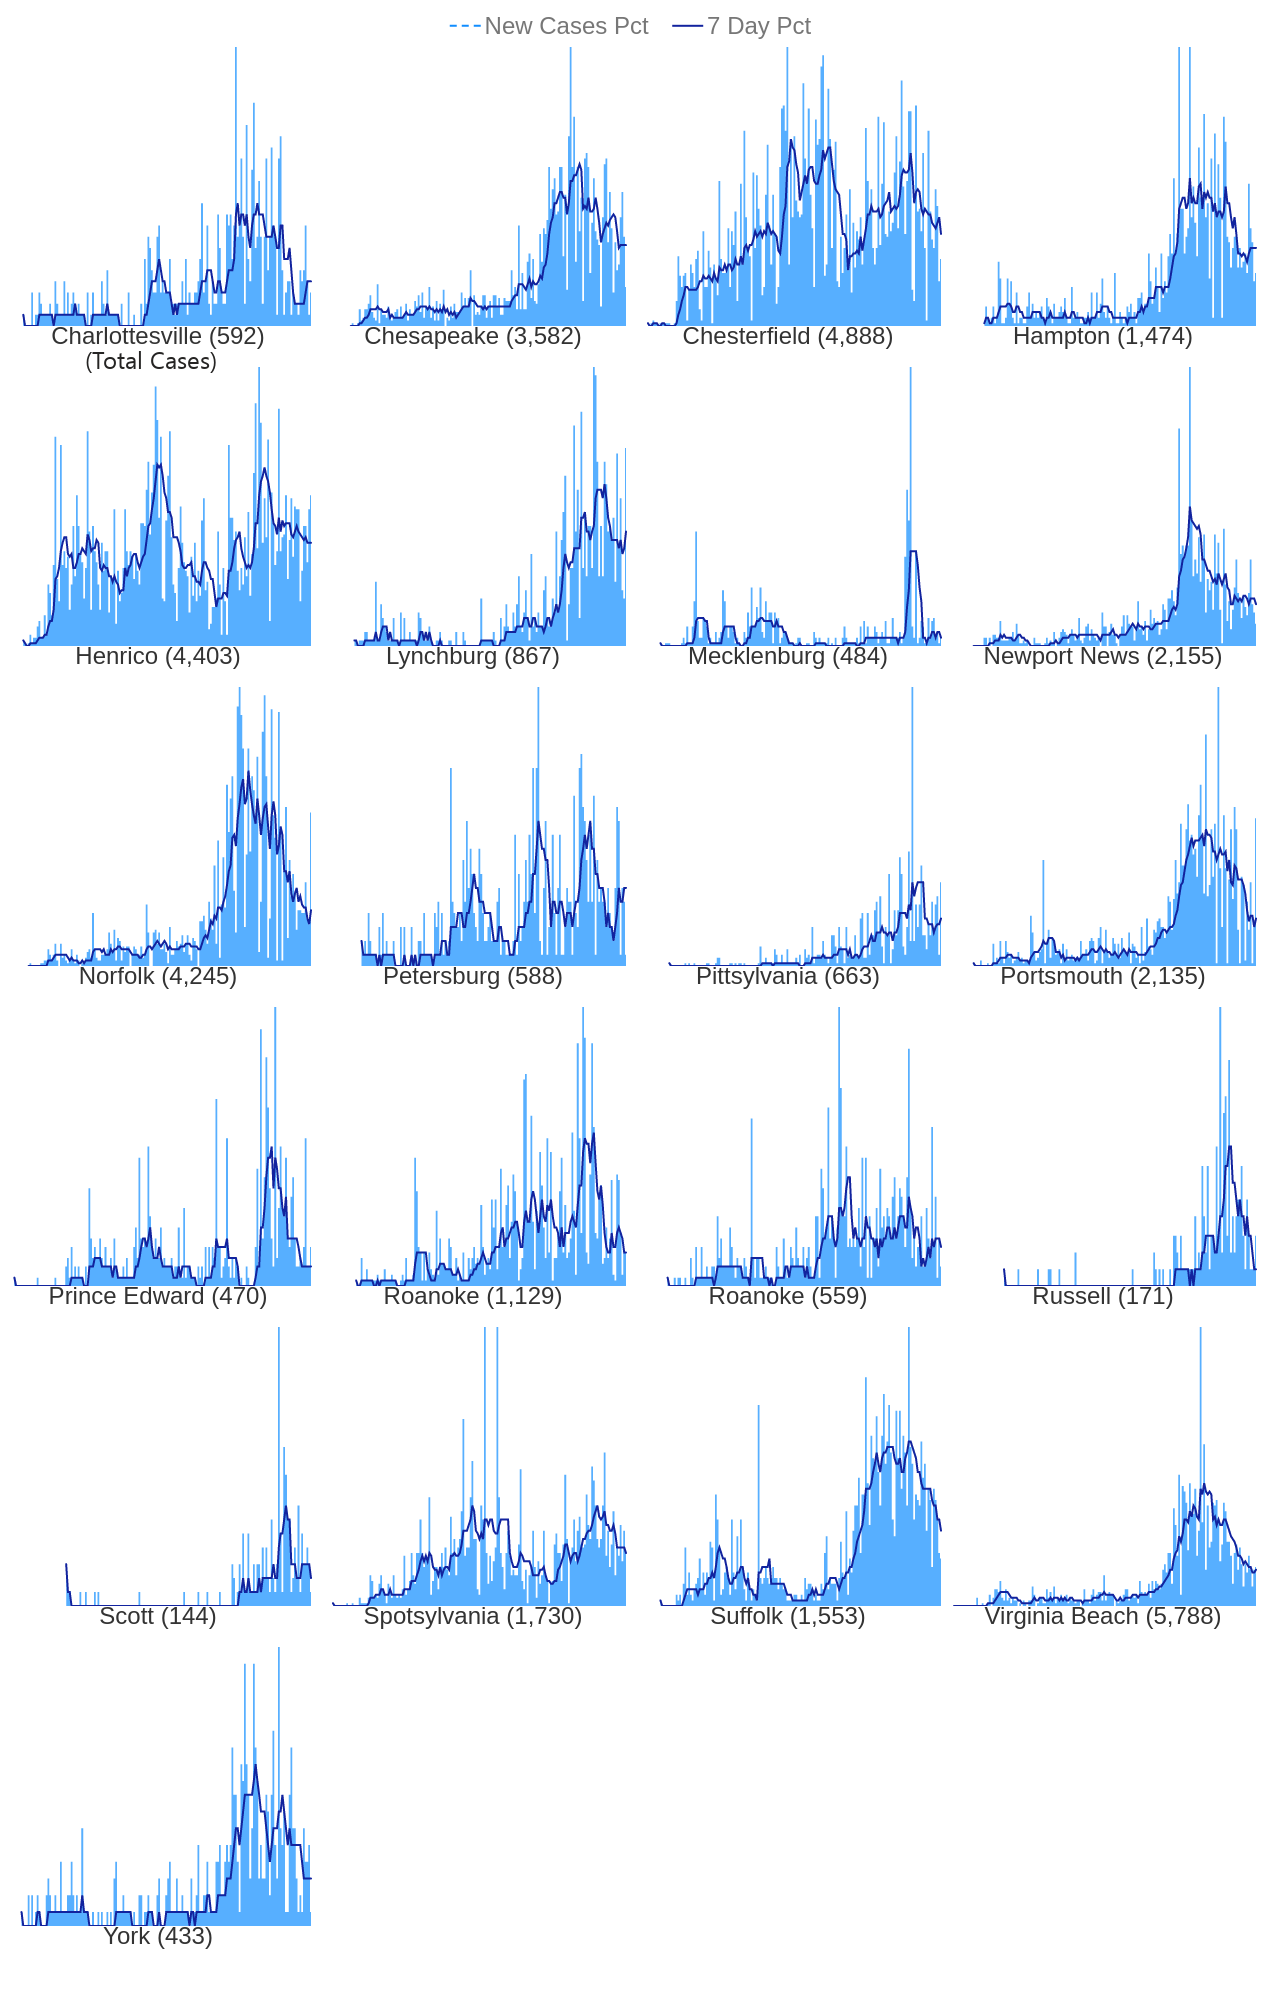 New Cases Pct 7 Day Pct
Charlottesville (592) Chesapeake (3,582) Chesterfield (4,888) Hampton (1,474)
(Total Cases)
Henrico (4,403) Lynchburg (867) Mecklenburg (484) Newport News (2,155)
Norfolk (4,245) Petersburg (588) Pittsylvania (663) Portsmouth (2,135)
Prince Edward (470) Roanoke (1,129) Roanoke (559) Russell (171)
Scott (144) Spotsylvania (1,730) Suffolk (1,553) Virginia Beach (5,788)
York (433)